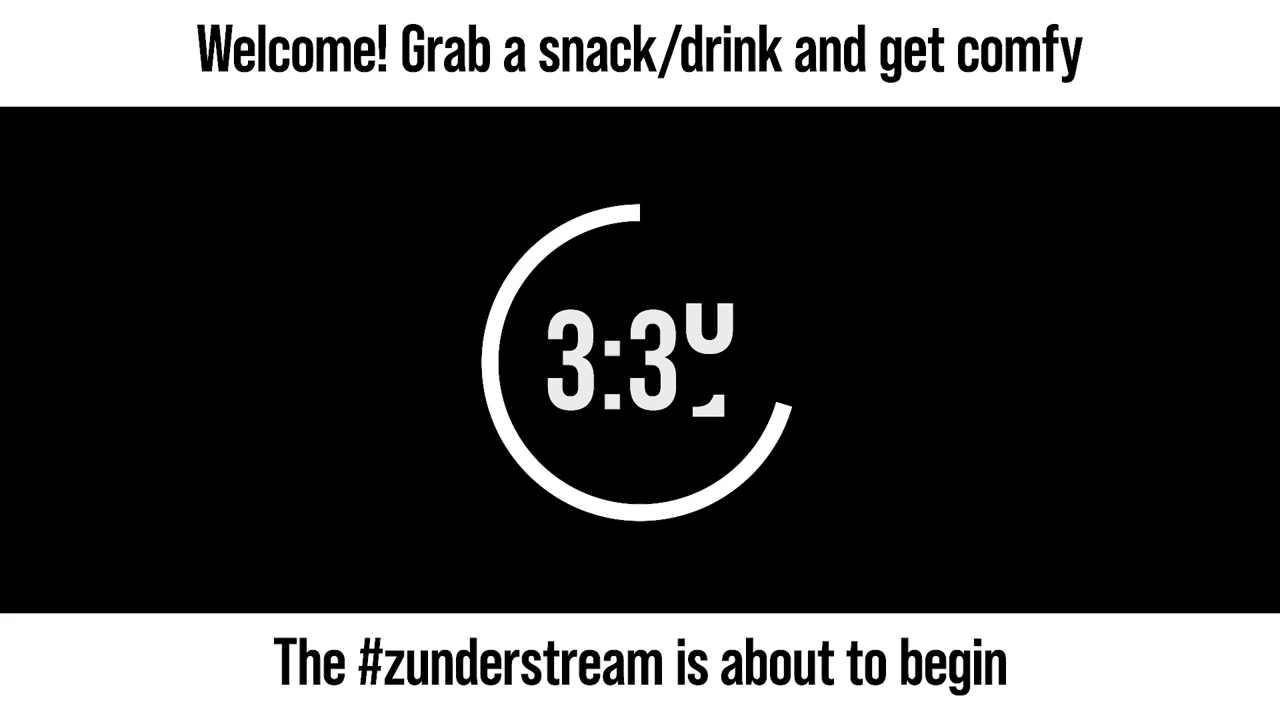 Welcome! Grab a snack/drink and get comfy
3:3
The #zunderstream is about to begin